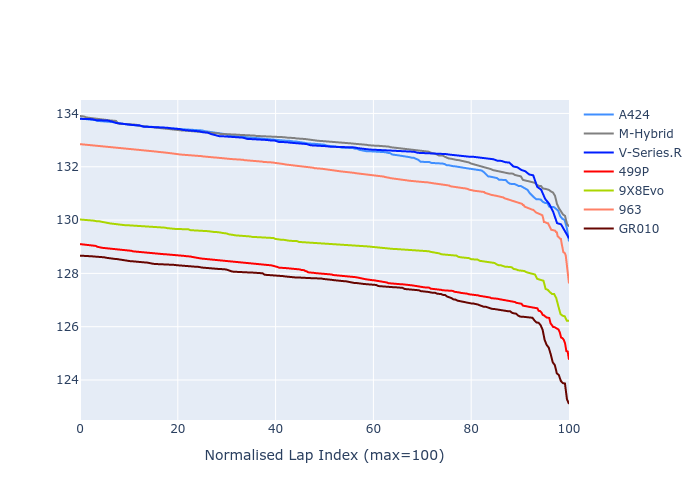 134
132
130
128
126
124
0 20 40 60 80 100
Normalised Lap Index (max=100)
A424
M-Hybrid
V-Series.R
499P
9X8Evo
963
GR010